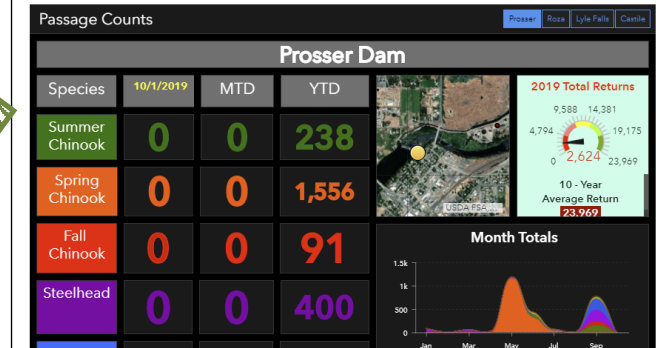 Passage Counts
Prosser Roza Lyle Falls Castile
Prosser Dam
Species 10/1/2019 MTD YTD
Summer
Chinook 0 0 238
Spring
Chinook 0 0 1,556
Fall
Chinook 0 0 91
Steelhead 0 0 400
USDA FSA, ...
2019 Total Returns
9,588 14,381
4,794 19,175
0 2,624 23,969
10 - Year
Average Return
23,969
Month Totals
1.5k
1k
500
0
Jan Mar May Jul Sep